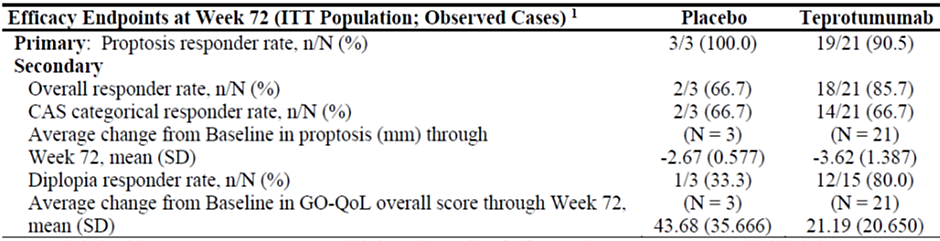 Efficacy Endpoints at Week 72 (ITT Population; Observed Cases) 1 Placebo Teprotumumab
Primary: Proptosis responder rate, n/N (%) 3/3 (100.0) 19/21 (90.5)
Secondary
Overall responder rate, n/N (%) 2/3 (66.7) 18/21 (85.7)
CAS categorical responder rate, n/N (%) 2/3 (66.7) 14/21 (66.7)
Average change from Baseline in proptosis (mm) through (N = 3) (N = 21)
Week 72, mean (SD) -2.67 (0.577) -3.62 (1.387)
Diplopia responder rate, n/N (%) 1/3 (33.3) 12/15 (80.0)
Average change from Baseline in GO-QoL overall score through Week 72, (N = 3) (N = 21)
mean (SD) 43.68 (35.666) 21.19 (20.650)